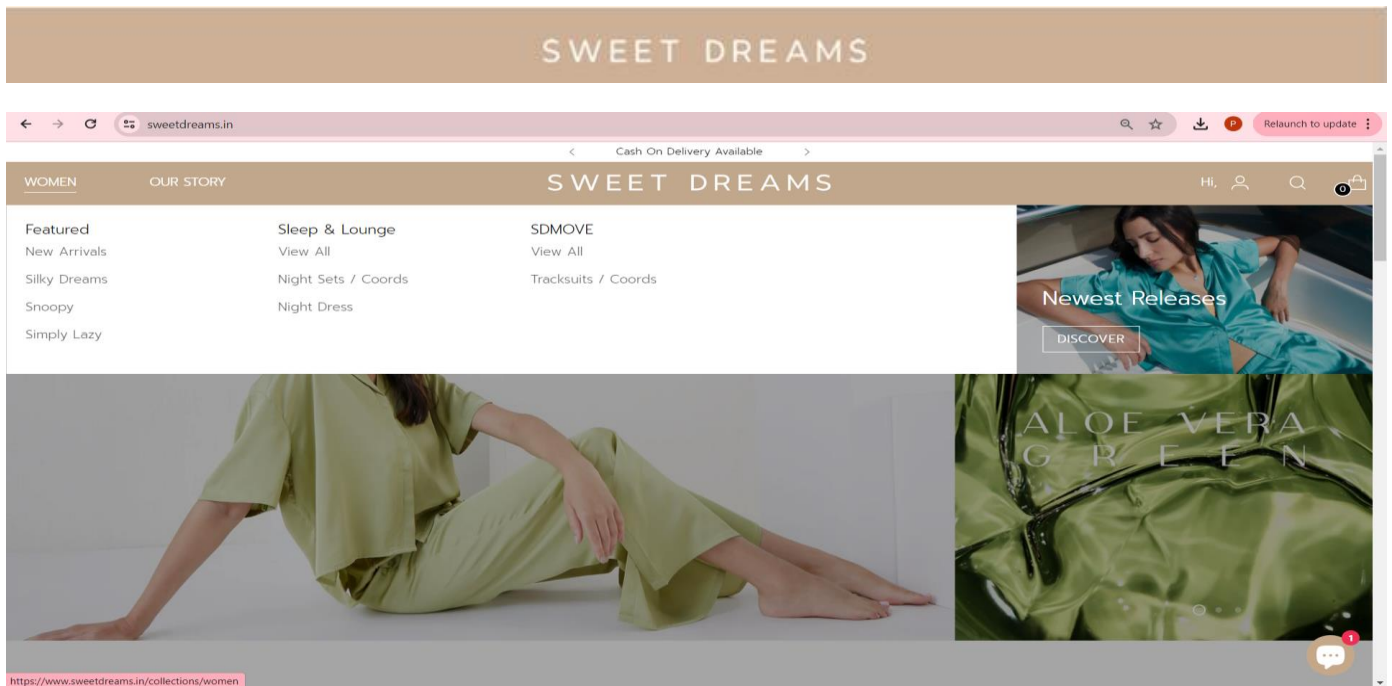 SWEET DREAMS
sweetdreams.in
P
Relaunch to update
< Cash On Delivery Available >
WOMEN OUR STORY SWEET DREAMS Hi, 0
Featured
New Arrivals
Silky Dreams
Snoopy
Simply Lazy
Sleep & Lounge
View All
Night Sets / Coords
Night Dress
SDMOVE
View All
Tracksuits / Coords
Newest Releases
DISCOVER
ALOE VERA
GREEN
1
https://www.sweetdreams.in/collections/women